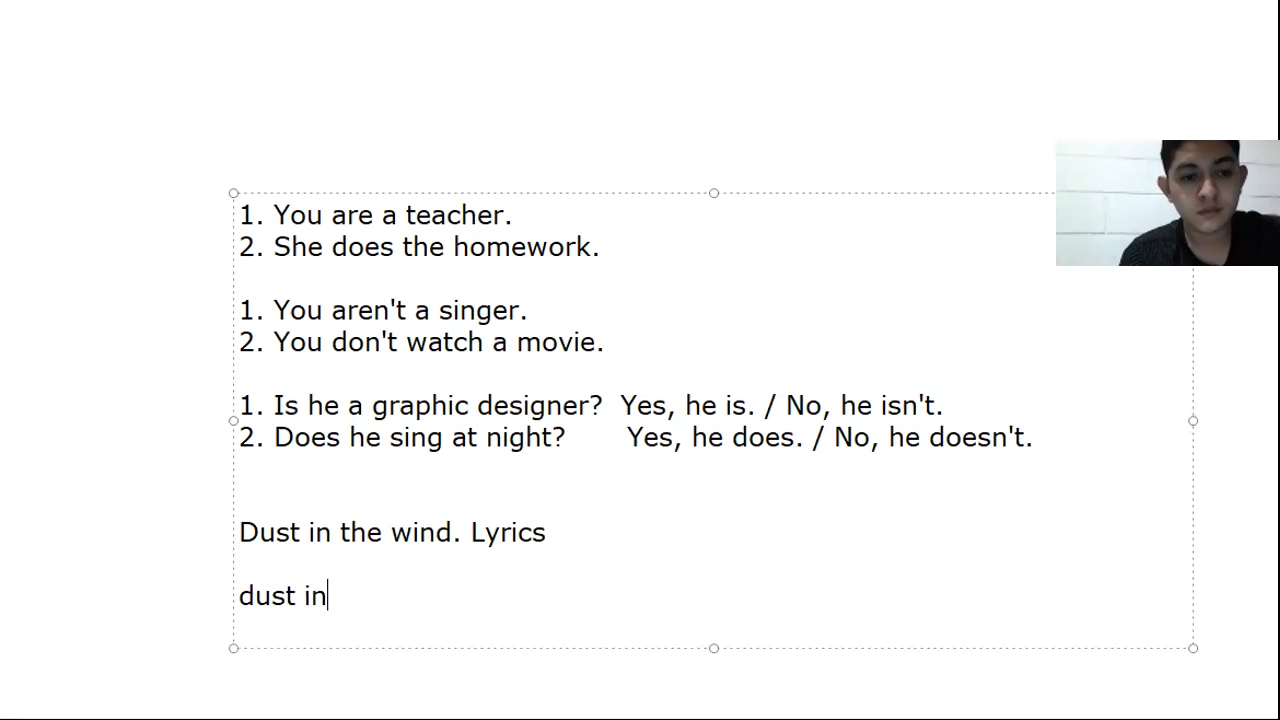 1. You are a teacher.
2. She does the homework.
1. You aren't a singer.
2. You don't watch a movie.
1. Is he a graphic designer?  Yes, he is. / No, he isn't.
2. Does he sing at night?  Yes, he does. / No, he doesn't.
Dust in the wind. Lyrics
dust in